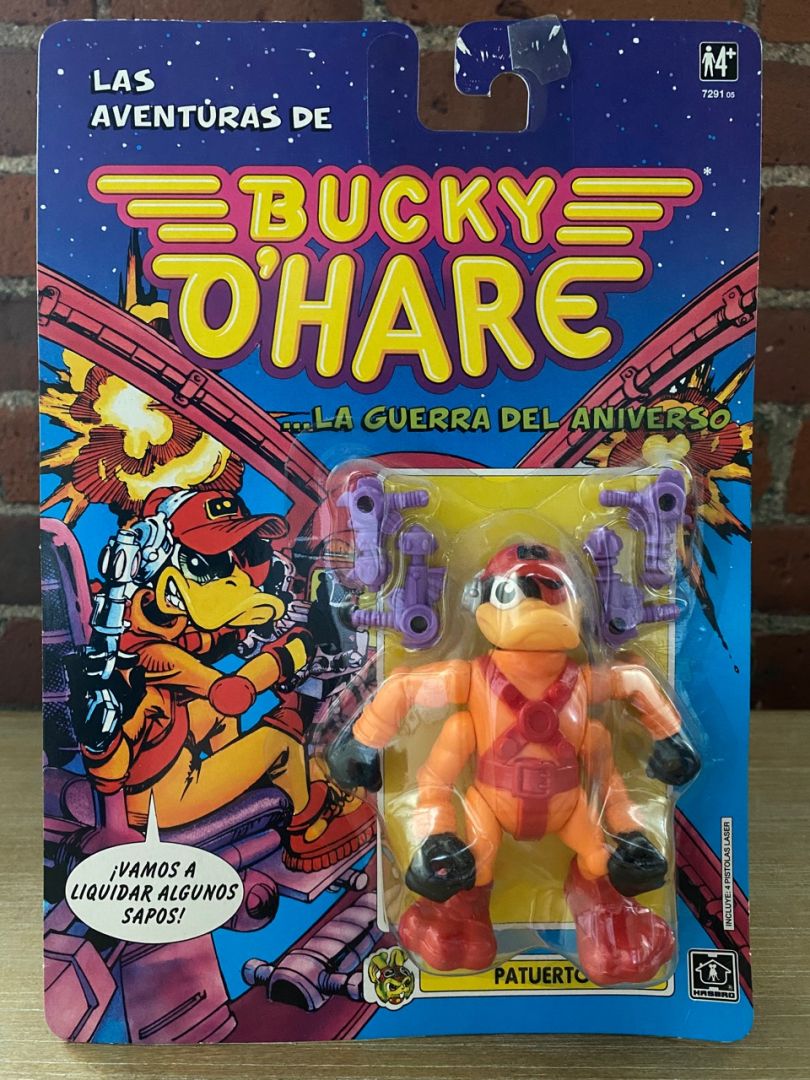 LAS
AVENTURAS DE
4+
7291 05
BUCKY
O'HARE
*
...LA GUERRA DEL ANIVERSO
¡VAMOS A
LIQUIDAR ALGUNOS
SAPOS!
INCLUYE: 4 PISTOLAS LASER
PATUERTO
HASBRO
®